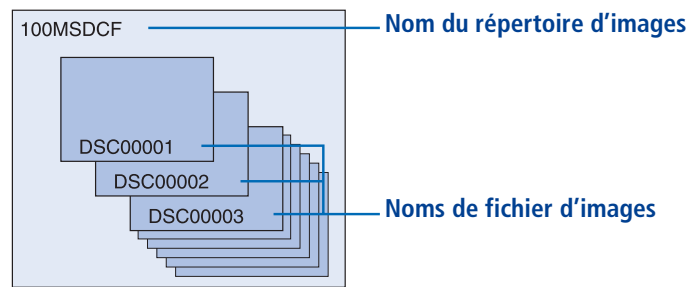 100MSDCF
Nom du répertoire d’images
DSC00001
DSC00002
DSC00003
Noms de fichier d’images